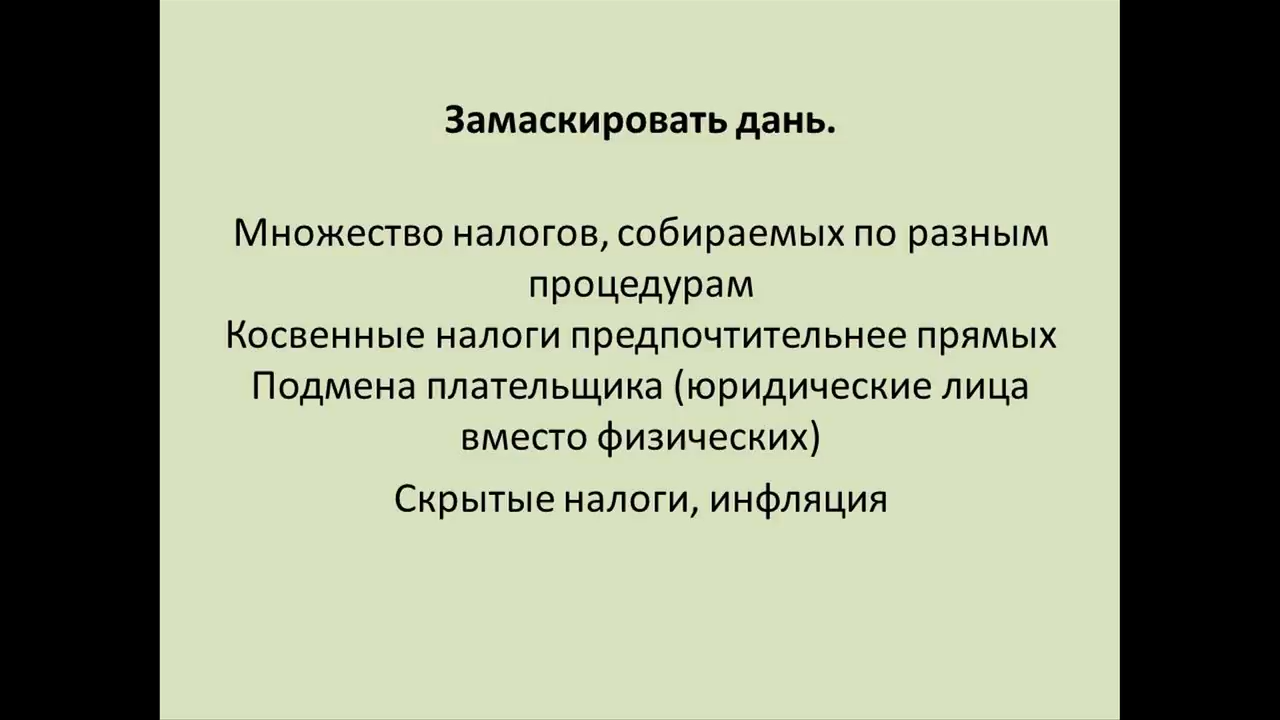 Замаскировать дань.
Множество налогов, собираемых по разным
процедурам
Косвенные налоги предпочтительнее прямых
Подмена плательщика (юридические лица
вместо физических)
Скрытые налоги, инфляция